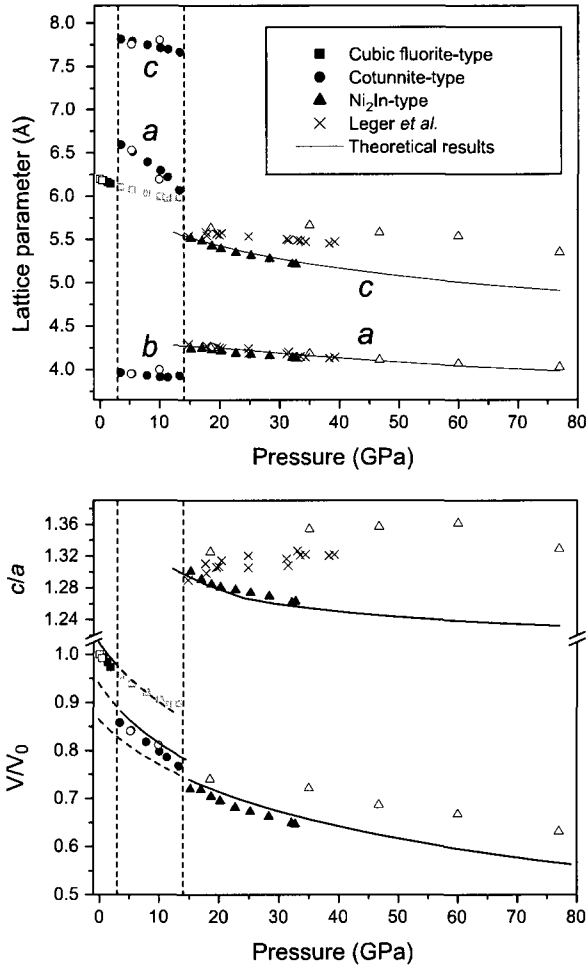 8.0
7.5
7.0
6.5
6.0
5.5
5.0
4.5
4.0
Lattice parameter (Å)
c
a
b
c
a
Cubic fluorite-type
Cotunnite-type
Ni₂In-type
Leger et al.
Theoretical results
0 10 20 30 40 50 60 70 80
Pressure (GPa)
1.36
1.32
1.28
1.24
c/a
1.0
0.9
0.8
0.7
0.6
0.5
V/V₀
0 10 20 30 40 50 60 70 80
Pressure (GPa)